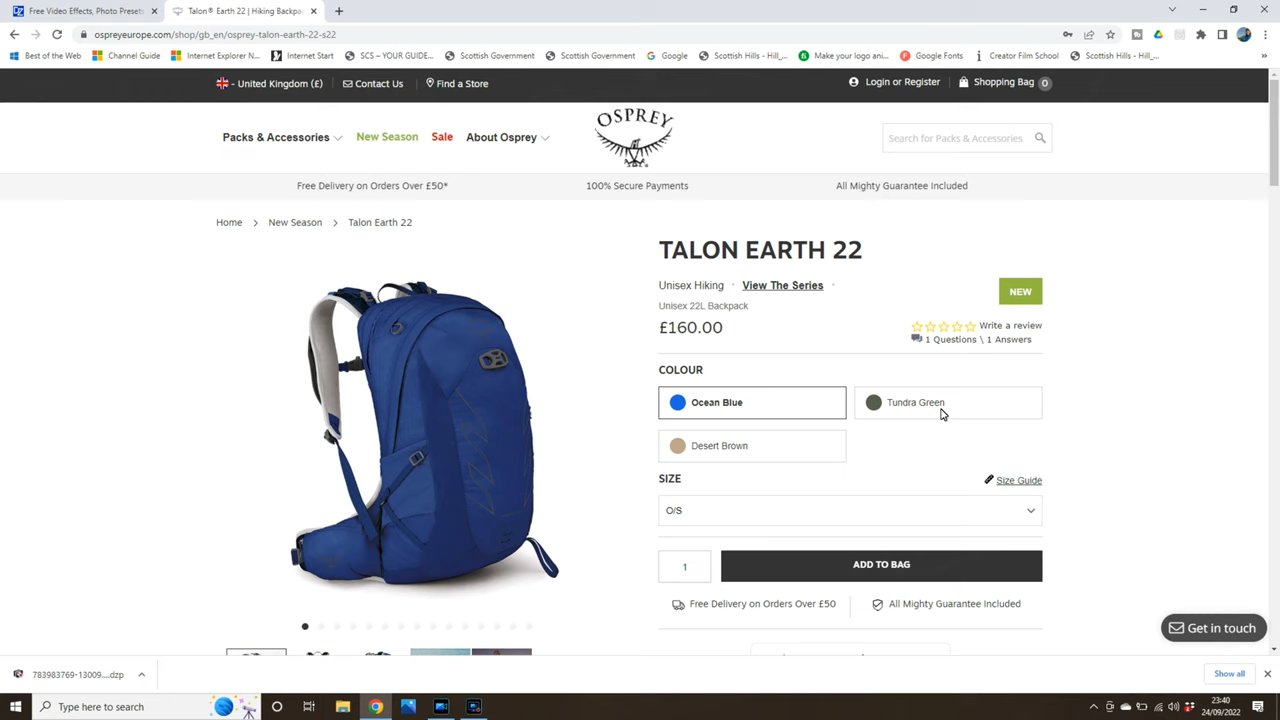 Free Video Effects, Photo Presets
Talon® Earth 22 | Hiking Backpa
ospreyeurope.com/shop/gb_en/osprey-talon-earth-22-s22
Best of the Web
Channel Guide
Internet Explorer N...
Internet Start
SCS – YOUR GUIDE...
Scottish Government
Scottish Government
Google
Scottish Hills - Hill_...
Make your logo ani...
Google Fonts
Creator Film School
Scottish Hills - Hill_...
- United Kingdom (£)
Contact Us
Find a Store
Login or Register
Shopping Bag 0
Packs & Accessories
New Season
Sale
About Osprey
OSPREY
Search for Packs & Accessories
Free Delivery on Orders Over £50*
100% Secure Payments
All Mighty Guarantee Included
Home > New Season > Talon Earth 22
TALON EARTH 22
Unisex Hiking
View The Series
NEW
Unisex 22L Backpack
£160.00
Write a review
1 Questions \ 1 Answers
COLOUR
Ocean Blue
Tundra Green
Desert Brown
SIZE
Size Guide
O/S
1
ADD TO BAG
Free Delivery on Orders Over £50
All Mighty Guarantee Included
Get in touch
783983769-13009....dzp
Show all
Type here to search
23:40
24/09/2022